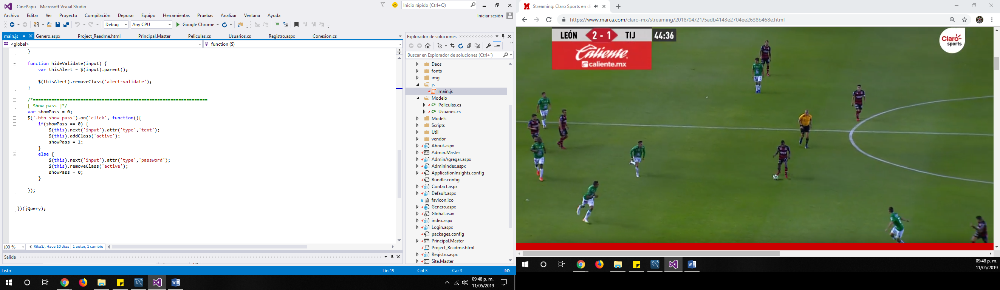 CinePapu - Microsoft Visual Studio
Inicio rápido (Ctrl+Q)
Archivo Editar Ver Proyecto Compilación Depurar Equipo Herramientas Pruebas Analizar Ventana Ayuda
Iniciar sesión
Debug Any CPU Google Chrome
main.js Genero.aspx Project_Readme.html Principal.Master Peliculas.cs Usuarios.cs Registro.aspx Conexion.cs
<global> function ($)
}
function hideValidate(input) {
var thisAlert = $(input).parent();
$(thisAlert).removeClass('alert-validate');
}
/*==================================================================
[ Show pass ]*/
var showPass = 0;
$('.btn-show-pass').on('click', function(){
if(showPass == 0) {
$(this).next('input').attr('type','text');
$(this).addClass('active');
showPass = 1;
}
else {
$(this).next('input').attr('type','password');
$(this).removeClass('active');
showPass = 0;
}
});
})(jQuery);
100 % RikaSJ, Hace 10 días | 1 autor, 1 cambio
Salida
Listo Lín 19 Col 3 Car 3 INS
09:48 p. m.
11/05/2019
Explorador de soluciones
Buscar en Explorador de soluciones (Ctrl+¨)
Daos
fonts
img
js
main.js
Modelo
Peliculas.cs
Usuarios.cs
Models
Scripts
Util
vendor
About.aspx
Admin.Master
AdminAgregar.aspx
AdminIndex.aspx
ApplicationInsights.config
Bundle.config
Contact.aspx
Default.aspx
favicon.ico
Genero.aspx
Global.asax
index.aspx
Login.aspx
packages.config
Principal.Master
Project_Readme.html
Registro.aspx
Site.Master
Streaming: Claro Sports en d
https://www.marca.com/claro-mx/streaming/2018/04/21/5adb4143e2704ee2638b468e.html
LEÓN 2 - 1 TIJ 44:36
Caliente
caliente.mx
Claro-
sports
09:48 p. m.
11/05/2019